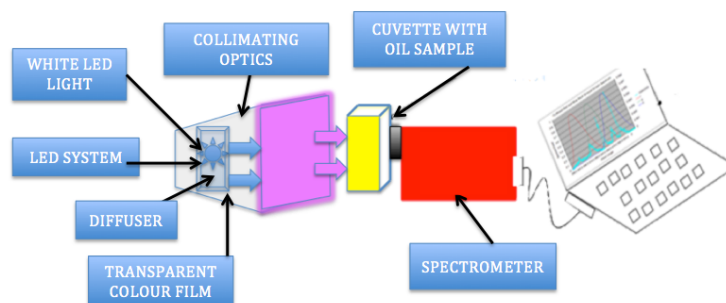 COLLIMATING
OPTICS
CUVETTE WITH
OIL SAMPLE
WHITE LED
LIGHT
LED SYSTEM
DIFFUSER
TRANSPARENT
COLOUR FILM
SPECTROMETER